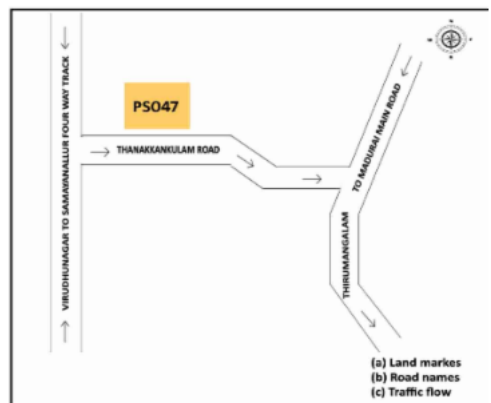 PS047
THANAKKANKULAM ROAD
VIRUDHUNAGAR TO SAMAYANALLUR FOUR WAY TRACK
TO MADURAI MAIN ROAD
THIRUMANGALAM
(a) Land markes
(b) Road names
(c) Traffic flow